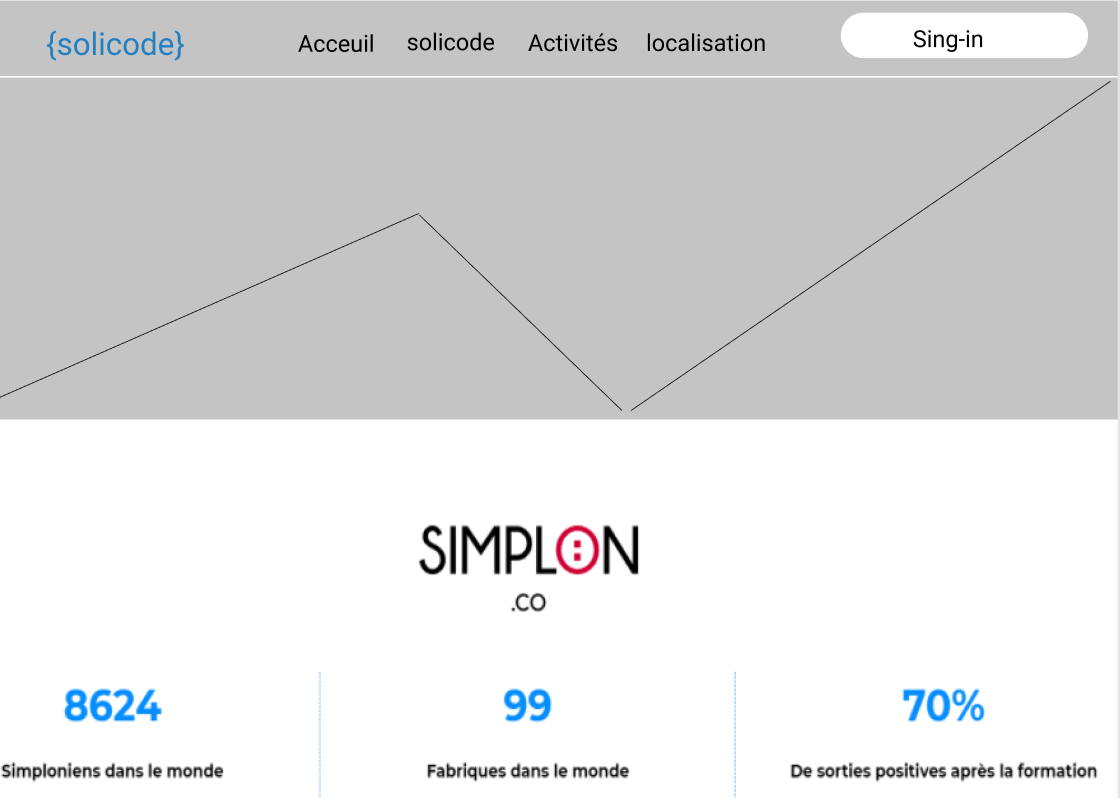 {solicode} Acceuil solicode Activités localisation Sing-in
SIMPLON
.CO
8624 99 70%
Simploniens dans le monde Fabriques dans le monde De sorties positives après la formation